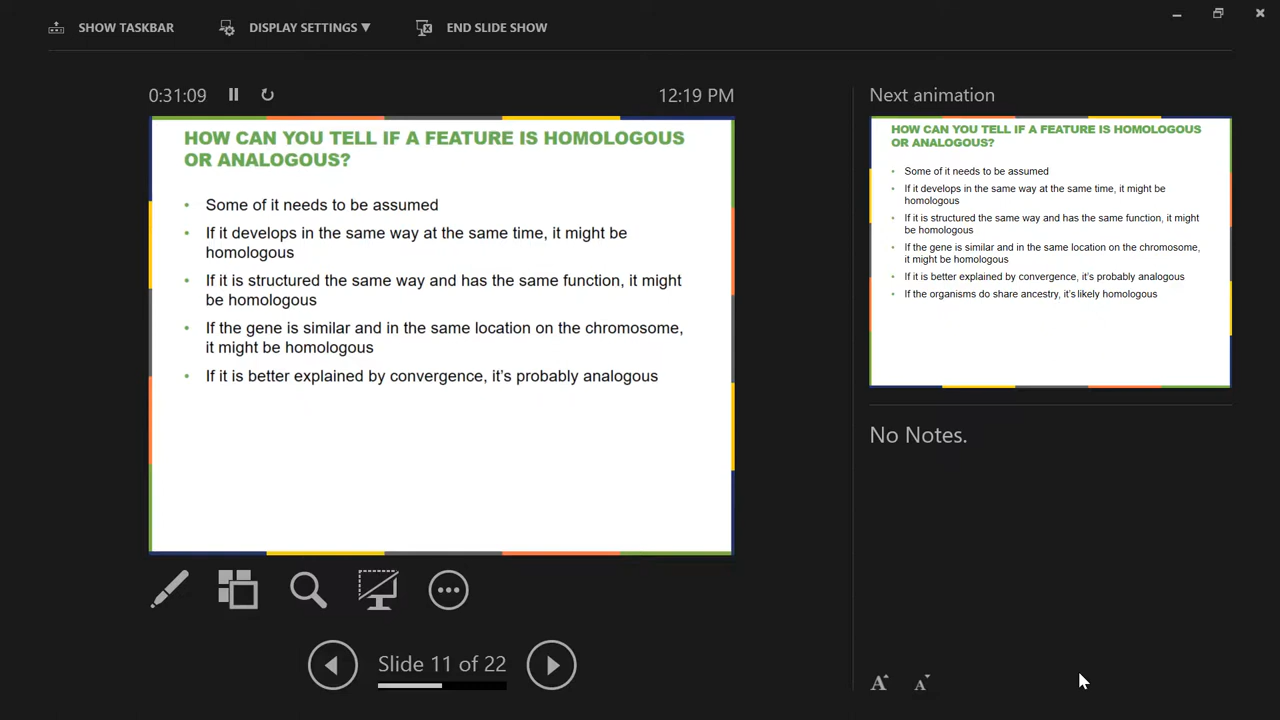 SHOW TASKBAR
DISPLAY SETTINGS ▼
END SLIDE SHOW
0:31:09
12:19 PM
HOW CAN YOU TELL IF A FEATURE IS HOMOLOGOUS
OR ANALOGOUS?
• Some of it needs to be assumed
• If it develops in the same way at the same time, it might be
homologous
• If it is structured the same way and has the same function, it might
be homologous
• If the gene is similar and in the same location on the chromosome,
it might be homologous
• If it is better explained by convergence, it's probably analogous
Slide 11 of 22
Next animation
HOW CAN YOU TELL IF A FEATURE IS HOMOLOGOUS
OR ANALOGOUS?
• Some of it needs to be assumed
• If it develops in the same way at the same time, it might be
homologous
• If it is structured the same way and has the same function, it might
be homologous
• If the gene is similar and in the same location on the chromosome,
it might be homologous
• If it is better explained by convergence, it's probably analogous
• If the organisms do share ancestry, it's likely homologous
No Notes.
A A